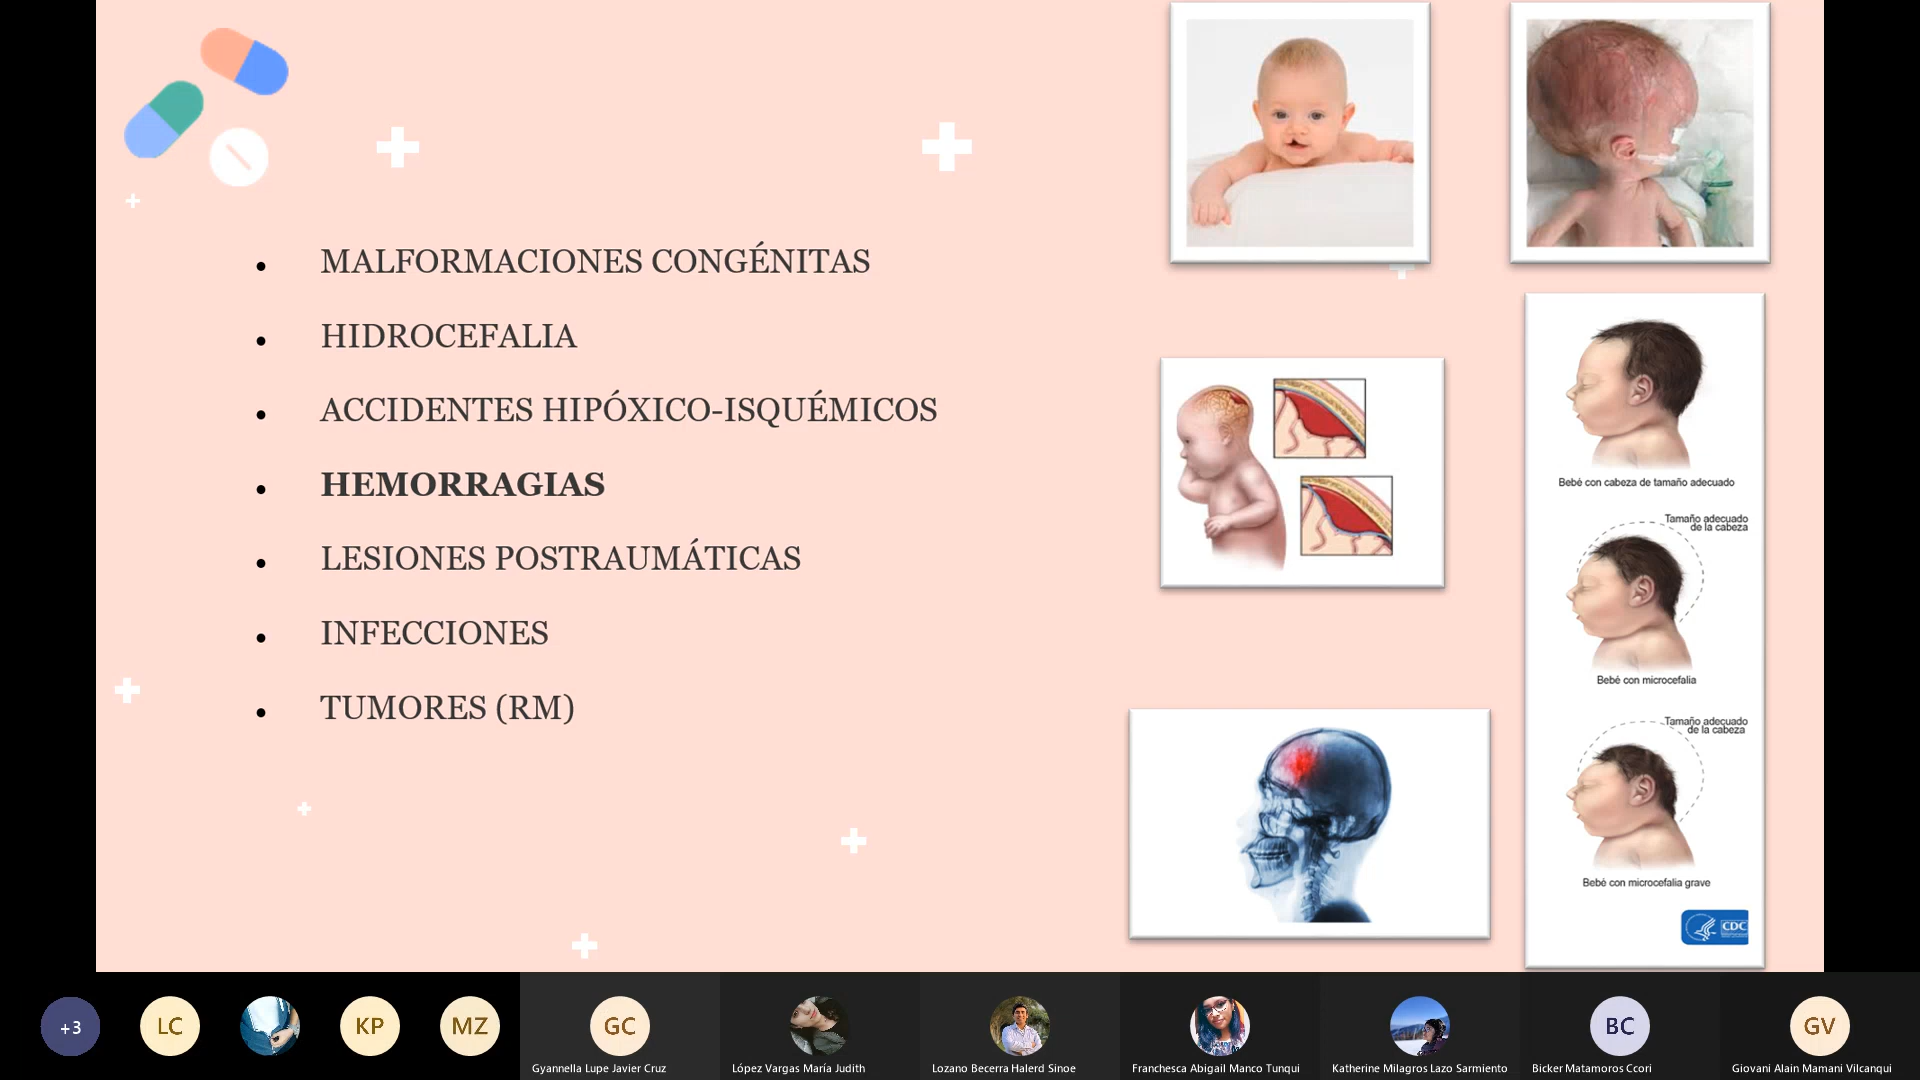 MALFORMACIONES CONGÉNITAS
HIDROCEFALIA
ACCIDENTES HIPÓXICO-ISQUÉMICOS
HEMORRAGIAS
LESIONES POSTRAUMÁTICAS
INFECCIONES
TUMORES (RM)
Bebé con cabeza de tamaño adecuado
Tamaño adecuado
de la cabeza
Bebé con microcefalia
Tamaño adecuado
de la cabeza
Bebé con microcefalia grave
CDC
+3
LC
KP
MZ
GC
BC
GV
Gyannella Lupe Javier Cruz
López Vargas María Judith
Lozano Becerra Halerd Sinoe
Franchesca Abigail Manco Tunqui
Katherine Milagros Lazo Sarmiento
Bicker Matamoros Ccori
Giovani Alain Mamani Vilcanqui